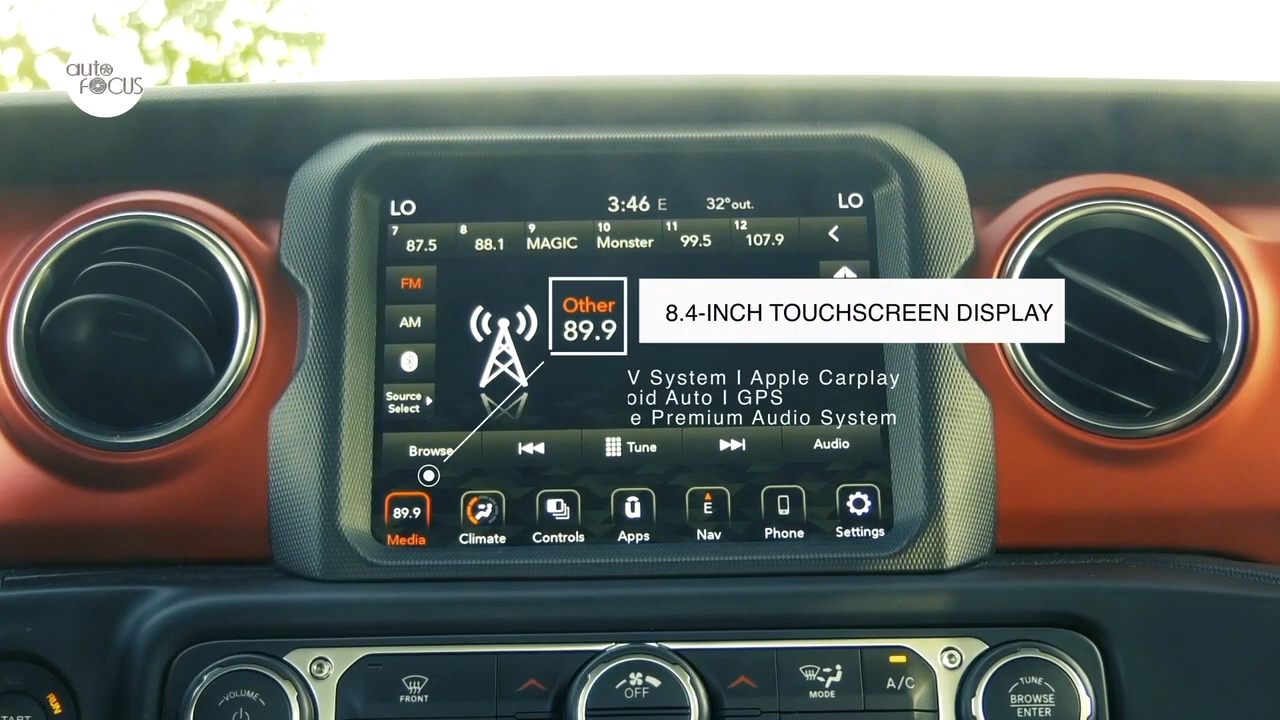 auto
FOCUS
LO 3:46 E 32° out. LO
7 87.5 8 88.1 9 MAGIC 10 Monster 11 99.5 12 107.9
FM
AM
Source
Select
Other
89.9
8.4-INCH TOUCHSCREEN DISPLAY
V System I Apple Carplay
oid Auto I GPS
e Premium Audio System
Browse Tune Audio
89.9 E
Media Climate Controls Apps Nav Phone Settings
VOLUME
FRONT
OFF
MODE
A/C
TUNE
BROWSE
ENTER
RUN
START